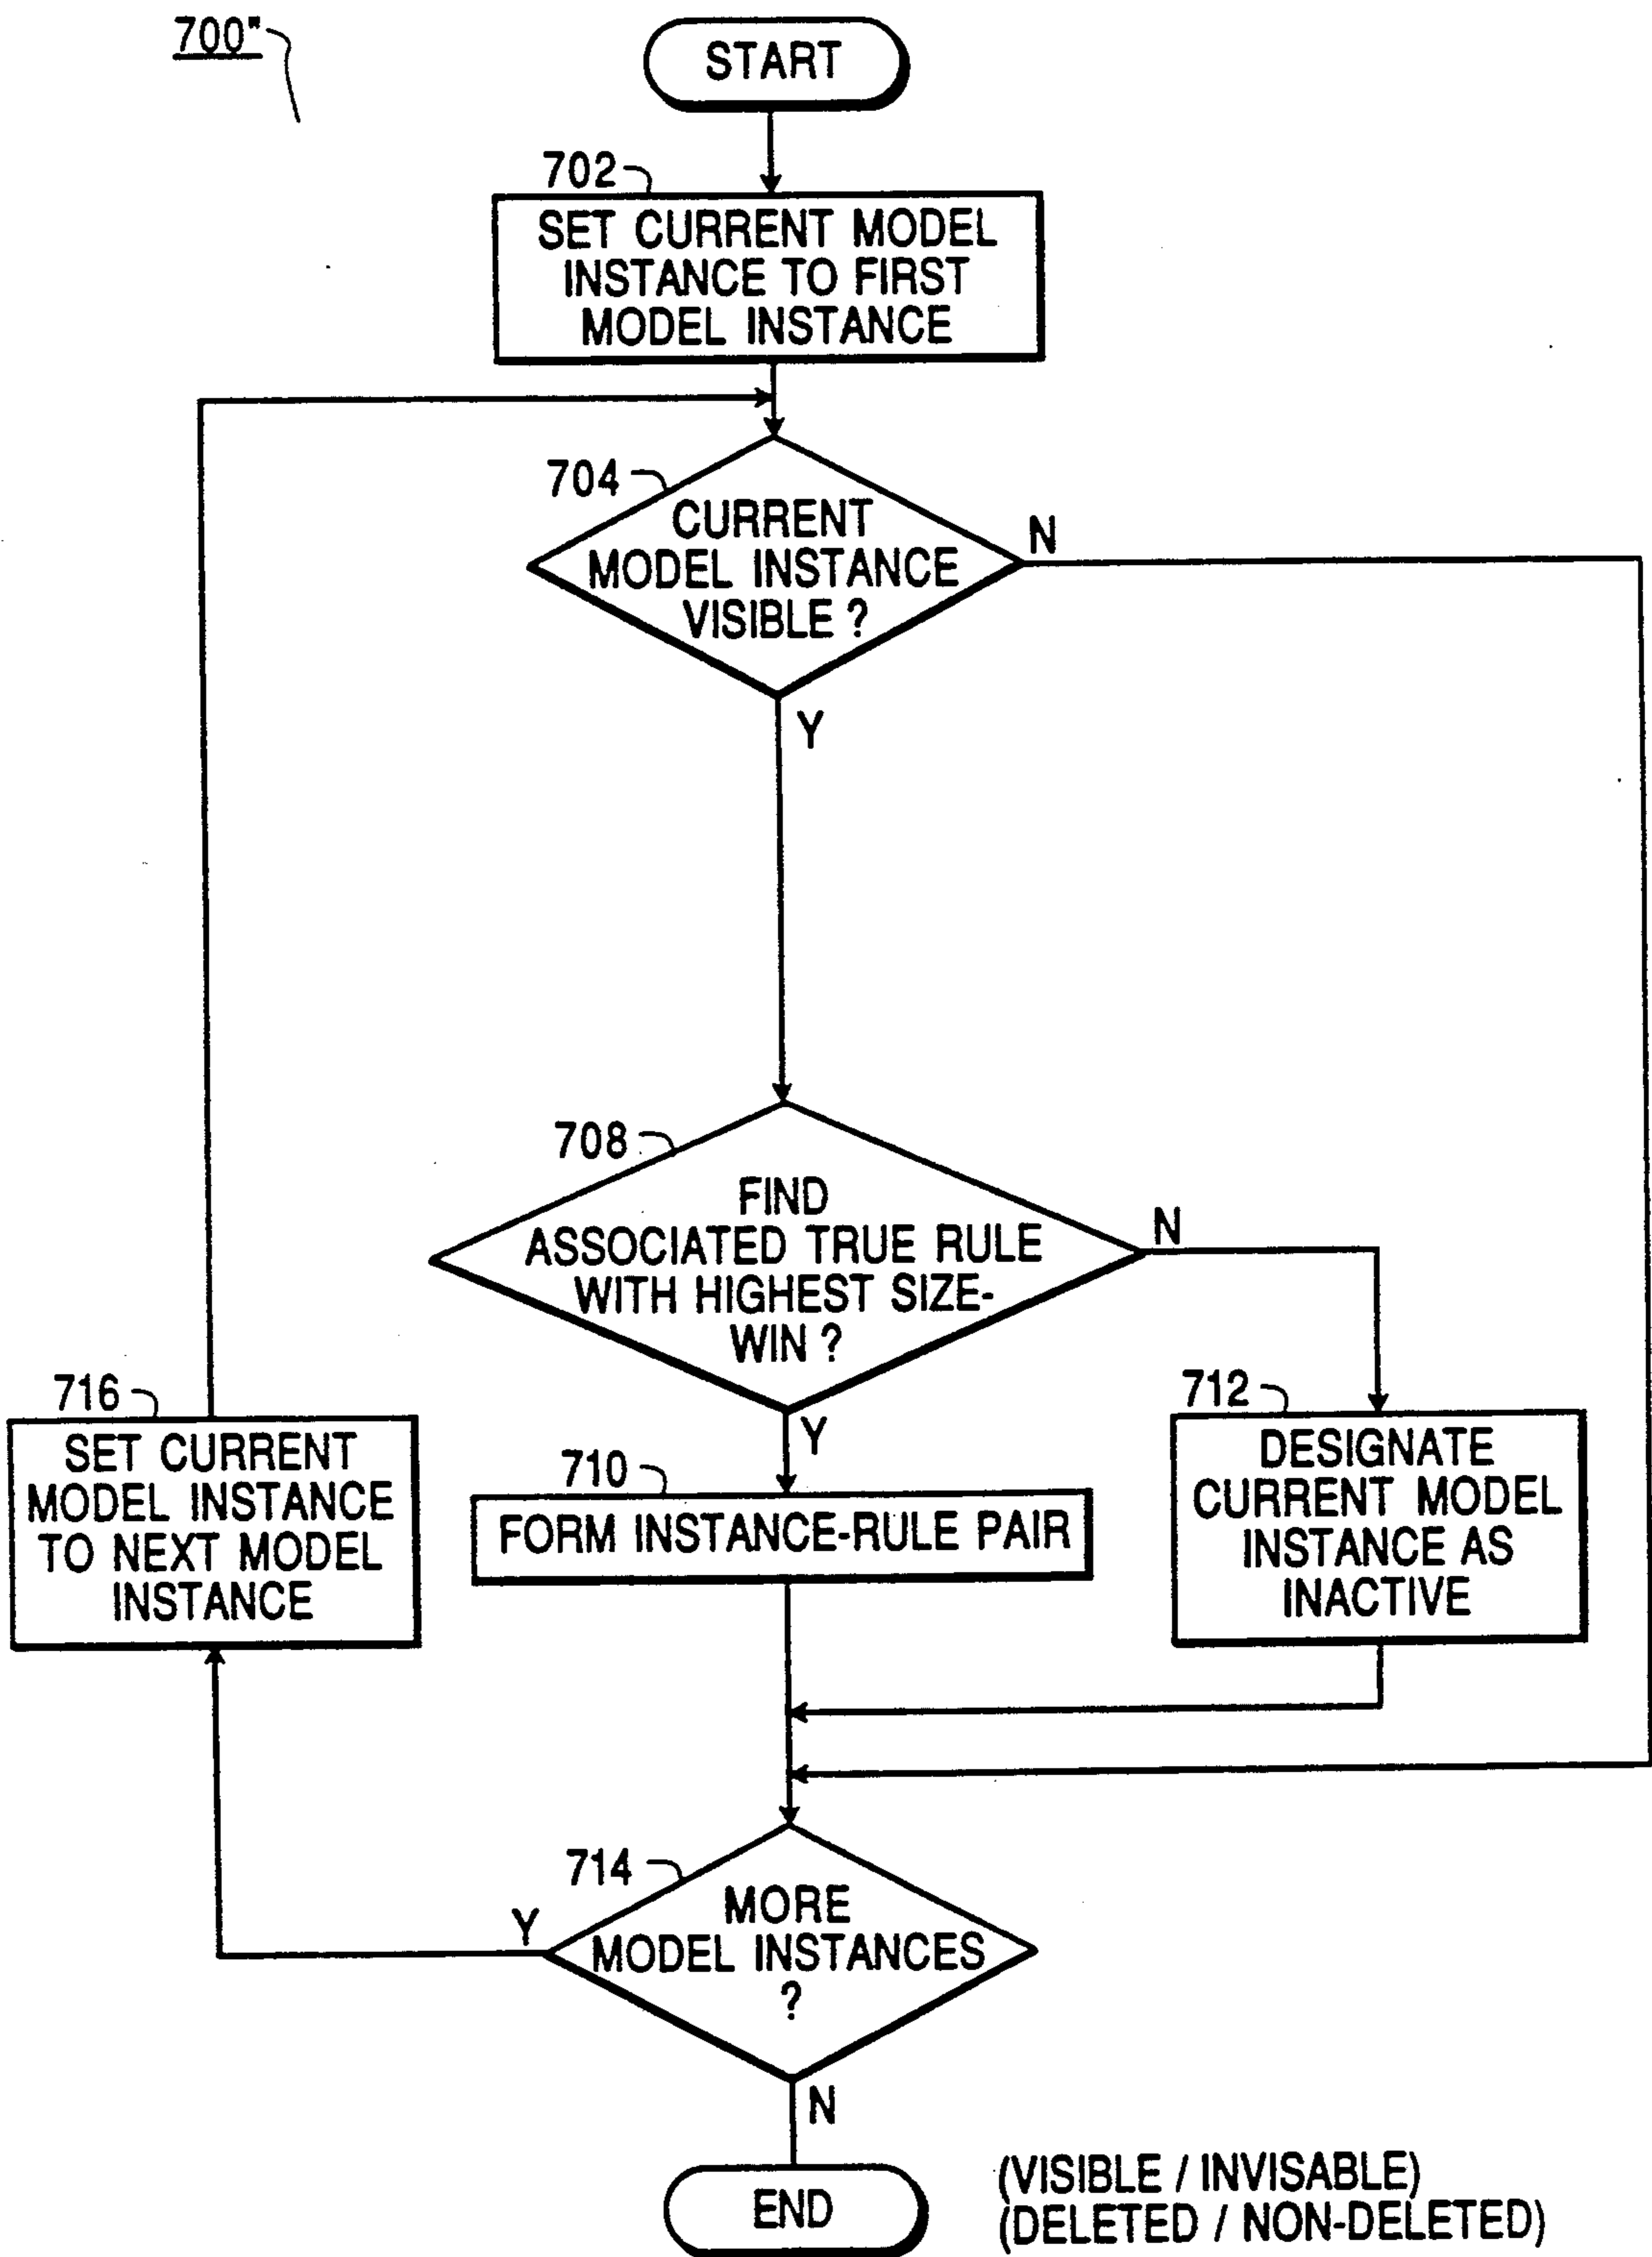 700"
START
702
SET CURRENT MODEL
INSTANCE TO FIRST
MODEL INSTANCE
704
CURRENT
MODEL INSTANCE
VISIBLE ?
N
Y
708
FIND
ASSOCIATED TRUE RULE
WITH HIGHEST SIZE-
WIN ?
N
Y
716
SET CURRENT
MODEL INSTANCE
TO NEXT MODEL
INSTANCE
710
FORM INSTANCE-RULE PAIR
712
DESIGNATE
CURRENT MODEL
INSTANCE AS
INACTIVE
714
MORE
MODEL INSTANCES
?
Y
N
END
(VISIBLE / INVISABLE)
(DELETED / NON-DELETED)